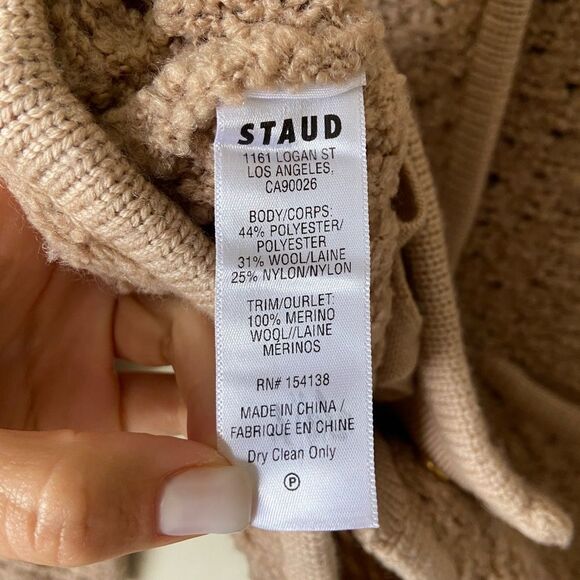 STAUD
1161 LOGAN ST
LOS ANGELES,
CA90026
BODY/CORPS:
44% POLYESTER/
POLYESTER
31% WOOL/LAINE
25% NYLON/NYLON
TRIM/OURLET:
100% MERINO
WOOL//LAINE
MÉRINOS
RN# 154138
MADE IN CHINA /
FABRIQUÉ EN CHINE
Dry Clean Only
P